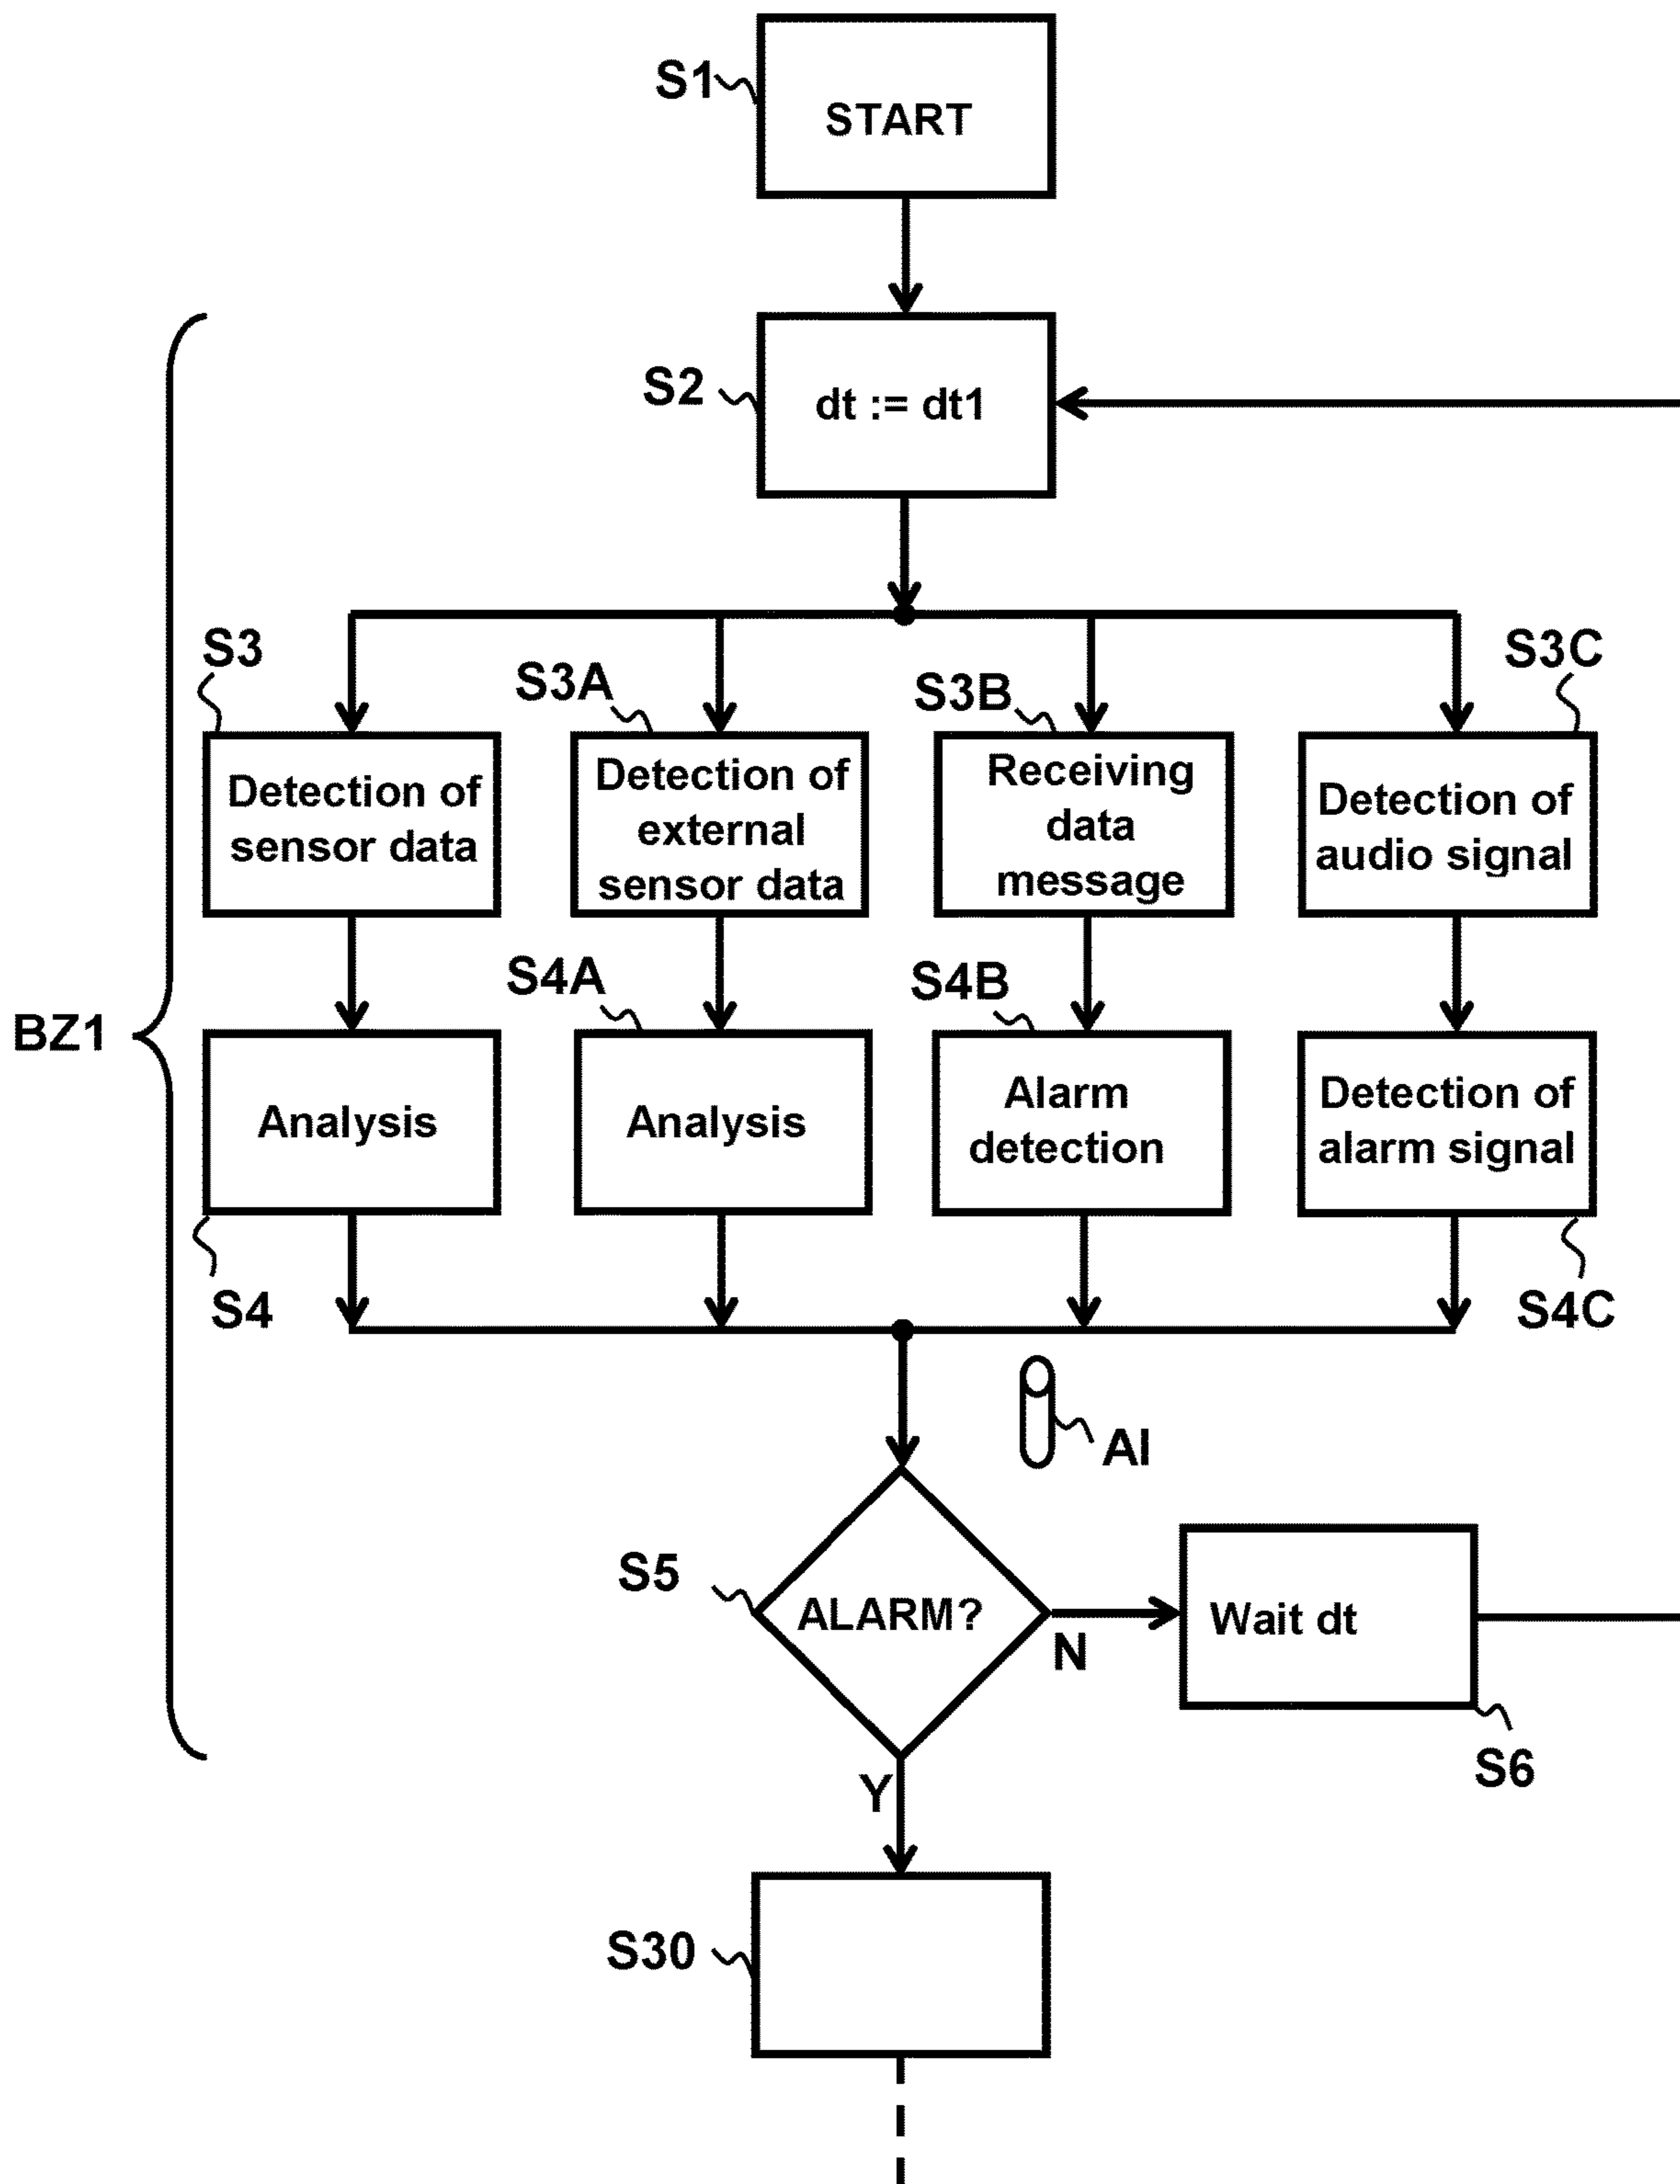 S1
START
S2
dt := dt1
S3
S3A
S3B
S3C
Detection of
sensor data
Detection of
external
sensor data
Receiving
data
message
Detection of
audio signal
BZ1
S4A
S4B
Analysis
Analysis
Alarm
detection
Detection of
alarm signal
S4
S4C
AI
S5
ALARM?
N
Wait dt
S6
Y
S30